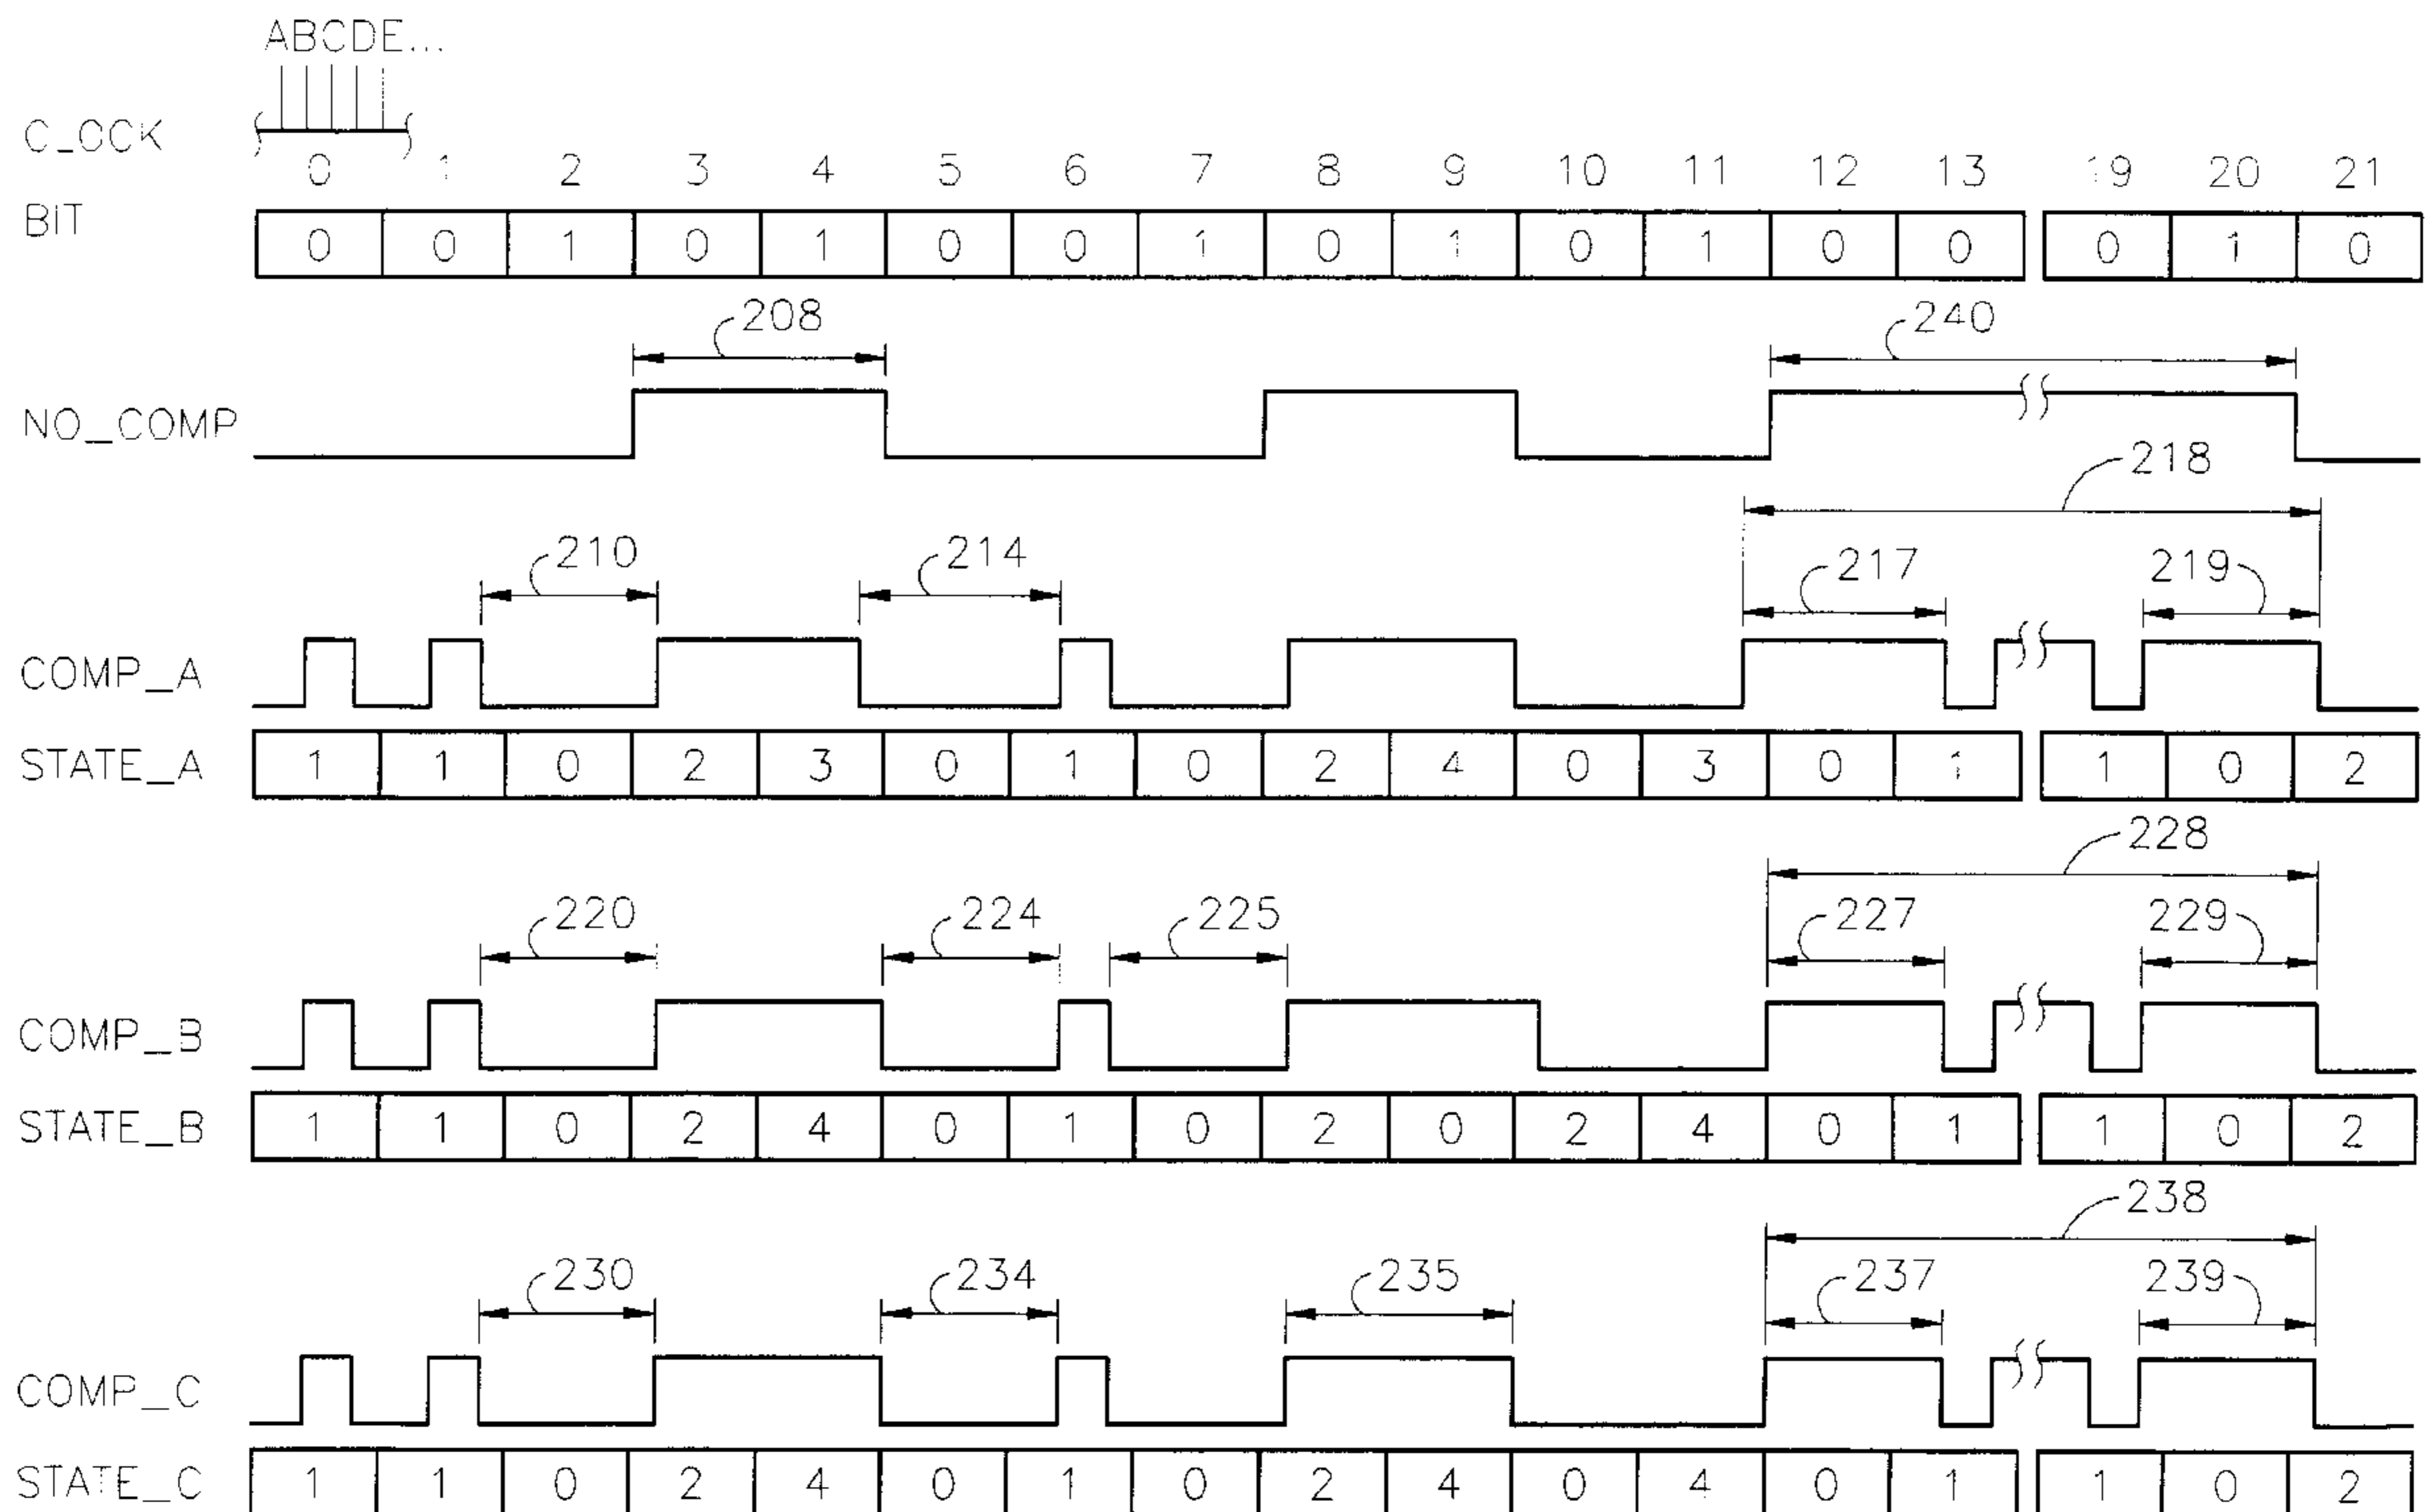 ABCDE...
C_OCK
0 1 2 3 4 5 6 7 8 9 10 11 12 13 19 20 21
BIT
0 0 1 0 1 0 0 1 0 1 0 1 0 0 0 1 0
208 240
NO_COMP
218
210 214 217 219
COMP_A
STATE_A 1 1 0 2 3 0 1 0 2 4 0 3 0 1 1 0 2
228
220 224 225 227 229
COMP_B
STATE_B 1 1 0 2 4 0 1 0 2 0 2 4 0 1 1 0 2
238
230 234 235 237 239
COMP_C
STATE_C 1 1 0 2 4 0 1 0 2 4 0 4 0 1 1 0 2